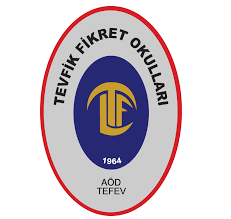 TEVFİK FİKRET OKULLARI
TF
1964
AÖD
TEFEV